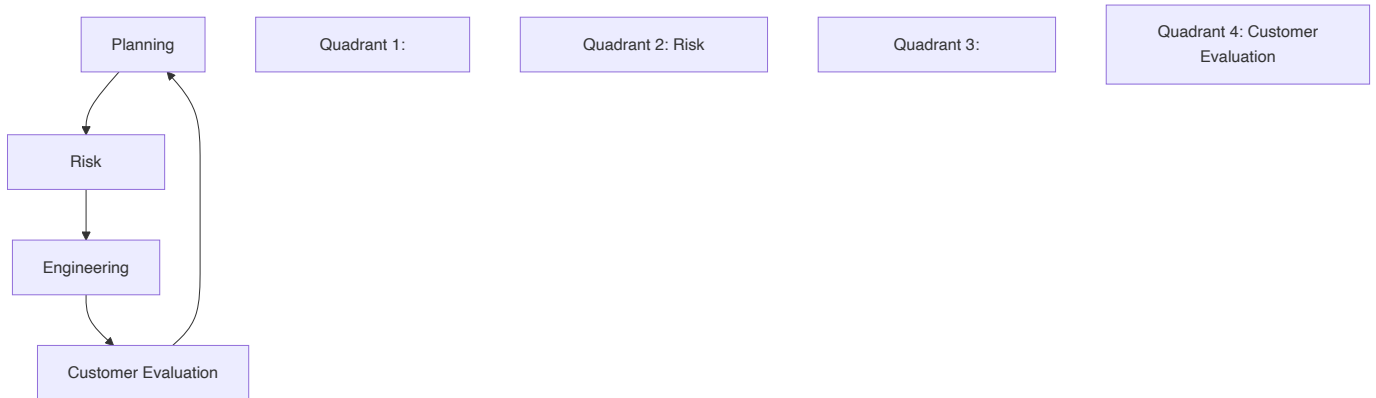 Planning
Quadrant 1:
Quadrant 2: Risk
Quadrant 3:
Quadrant 4: Customer
Evaluation
Risk
Engineering
Customer Evaluation